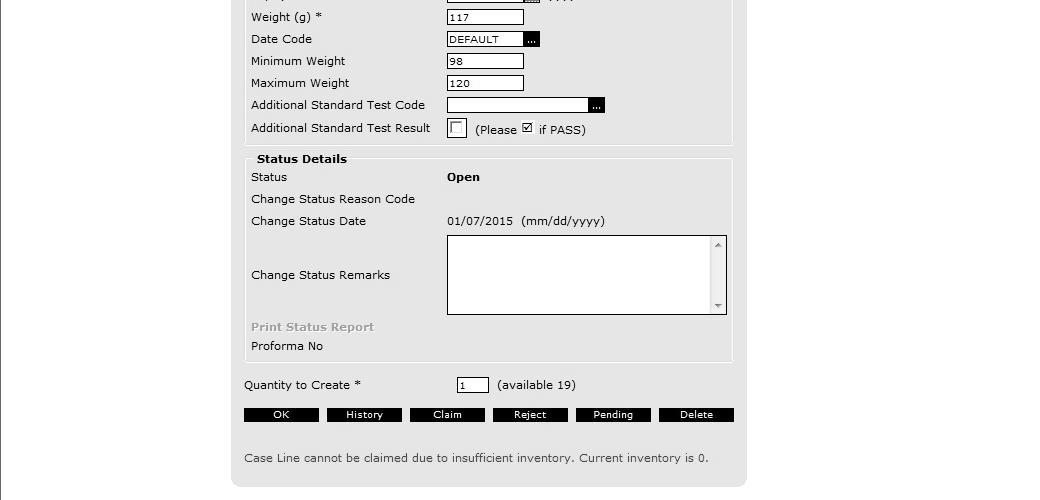 Weight (g) * 117
Date Code DEFAULT ...
Minimum Weight 98
Maximum Weight 120
Additional Standard Test Code ...
Additional Standard Test Result (Please if PASS)
Status Details
Status Open
Change Status Reason Code
Change Status Date 01/07/2015 (mm/dd/yyyy)
Change Status Remarks
Print Status Report
Proforma No
Quantity to Create * 1 (available 19)
OK History Claim Reject Pending Delete
Case Line cannot be claimed due to insufficient inventory. Current inventory is 0.